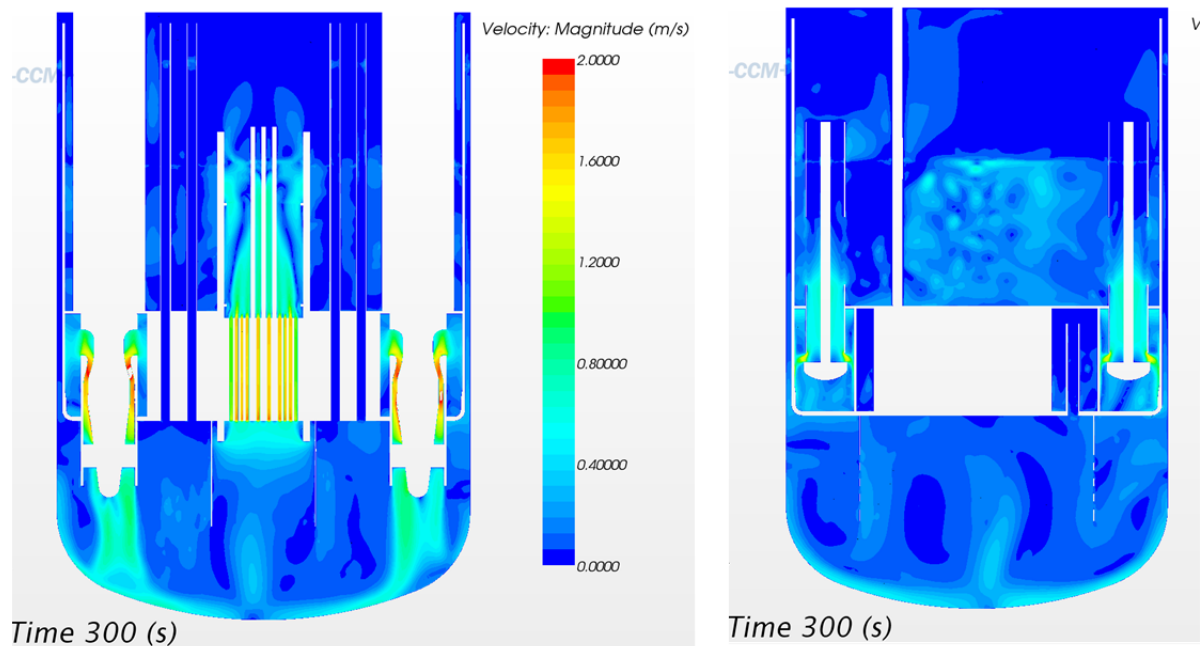 Velocity: Magnitude (m/s)
V
-CCM
2.0000
-CCM-
1.6000
1.2000
0.80000
0.40000
0.0000
Time 300 (s)
Time 300 (s)